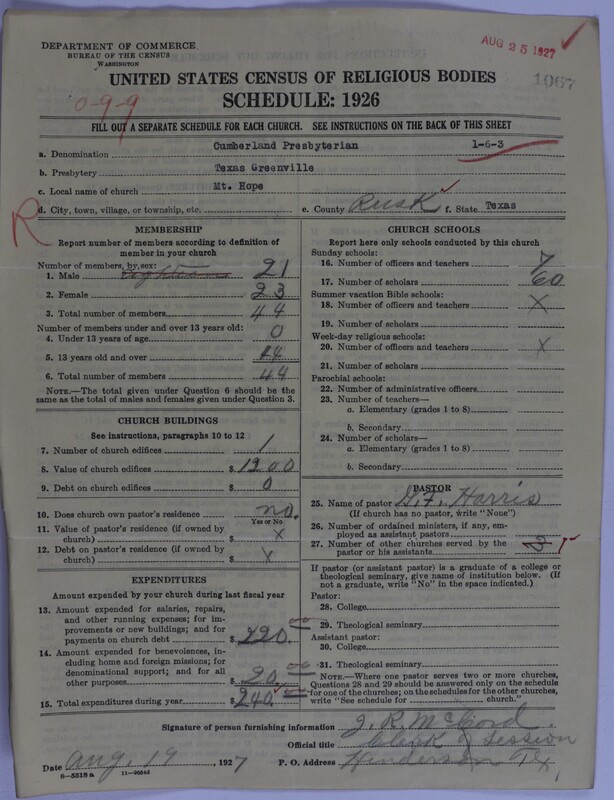 DEPARTMENT OF COMMERCE
BUREAU OF THE CENSUS
WASHINGTON
AUG 25 1927
1067
UNITED STATES CENSUS OF RELIGIOUS BODIES
SCHEDULE: 1926
0-9-9
FILL OUT A SEPARATE SCHEDULE FOR EACH CHURCH. SEE INSTRUCTIONS ON THE BACK OF THIS SHEET
a. Denomination Cumberland Presbyterian 1-6-3
b. Presbytery Texas Greenville
c. Local name of church Mt. Hope
R
d. City, town, village, or township, etc. e. County Rusk f. State Texas
MEMBERSHIP
Report number of members according to definition of
member in your church
Number of members, by sex:
1. Male 21
2. Female 23
3. Total number of members 44
Number of members under and over 13 years old:
4. Under 13 years of age 0
5. 13 years old and over 44
6. Total number of members 44
NOTE.—The total given under Question 6 should be
the same as the total of males and females given under Question 3.
CHURCH BUILDINGS
See instructions, paragraphs 10 to 12
7. Number of church edifices 1
8. Value of church edifices $1200
9. Debt on church edifices $ 0
10. Does church own pastor's residence no.
Yes or No
11. Value of pastor's residence (if owned by
church) $ X
12. Debt on pastor's residence (if owned by
church) $ X
EXPENDITURES
Amount expended by your church during last fiscal year
13. Amount expended for salaries, repairs,
and other running expenses; for im-
provements or new buildings; and for
payments on church debt $220.00
14. Amount expended for benevolences, in-
cluding home and foreign missions; for
denominational support; and for all
other purposes $20.00
15. Total expenditures during year $240.00
CHURCH SCHOOLS
Report here only schools conducted by this church
Sunday schools:
16. Number of officers and teachers 7
17. Number of scholars 60
Summer vacation Bible schools:
18. Number of officers and teachers X
19. Number of scholars
Week-day religious schools:
20. Number of officers and teachers X
21. Number of scholars
Parochial schools:
22. Number of administrative officers
23. Number of teachers—
a. Elementary (grades 1 to 8)
b. Secondary
24. Number of scholars—
a. Elementary (grades 1 to 8)
b. Secondary
PASTOR
25. Name of pastor Harris
(If church has no pastor, write "None")
26. Number of ordained ministers, if any, em-
ployed as assistant pastors
27. Number of other churches served by the
pastor or his assistants 3
If pastor (or assistant pastor) is a graduate of a college or
theological seminary, give name of institution below. (If
not a graduate, write "No" in the space indicated.)
Pastor:
28. College
29. Theological seminary
Assistant pastor:
30. College
31. Theological seminary
NOTE.—Where one pastor serves two or more churches,
Questions 28 and 29 should be answered only on the schedule
for one of the churches; on the schedules for the other churches,
write "See schedule for church."
Signature of person furnishing information J. R. McCord.
Official title Clerk of Session
Date Aug. 19, 1927 P. O. Address Henderson Tx
8-5518a 11-9005d